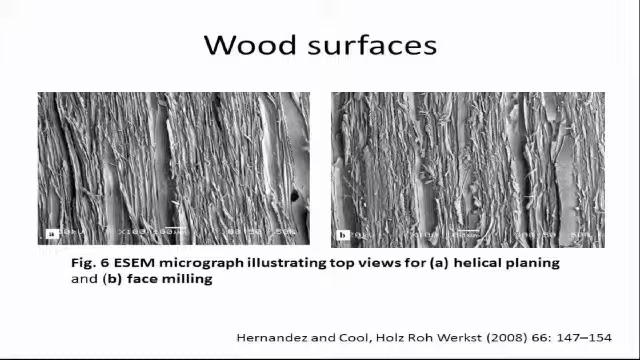 Wood surfaces
a
b
Fig. 6 ESEM micrograph illustrating top views for (a) helical planing
and (b) face milling
Hernandez and Cool, Holz Roh Werkst (2008) 66: 147–154